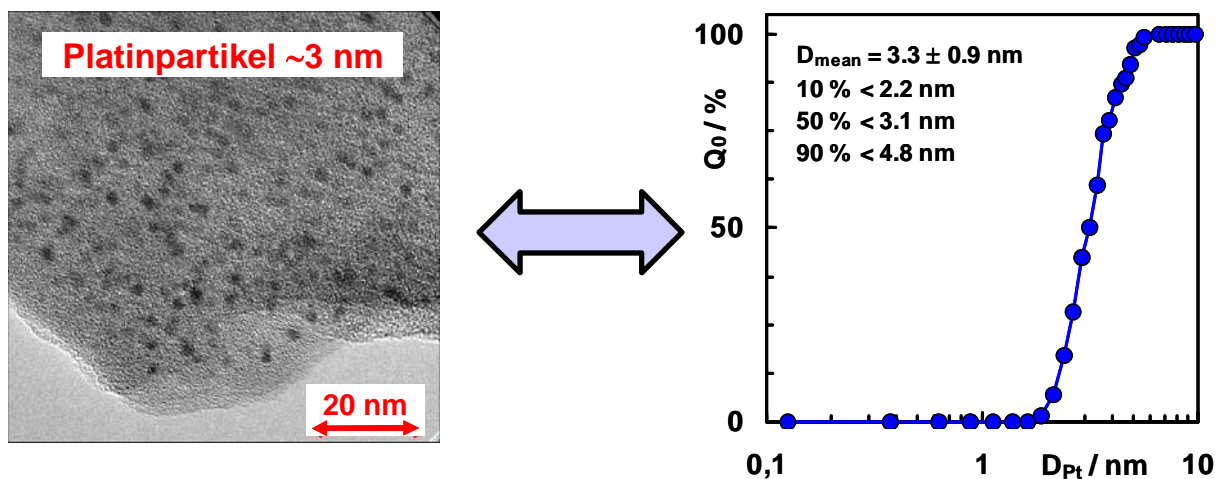 Platinpartikel ~3 nm
20 nm
100
50
0
Q0 / %
Dmean = 3.3 ± 0.9 nm
10 % < 2.2 nm
50 % < 3.1 nm
90 % < 4.8 nm
0,1
1
DPt / nm
10